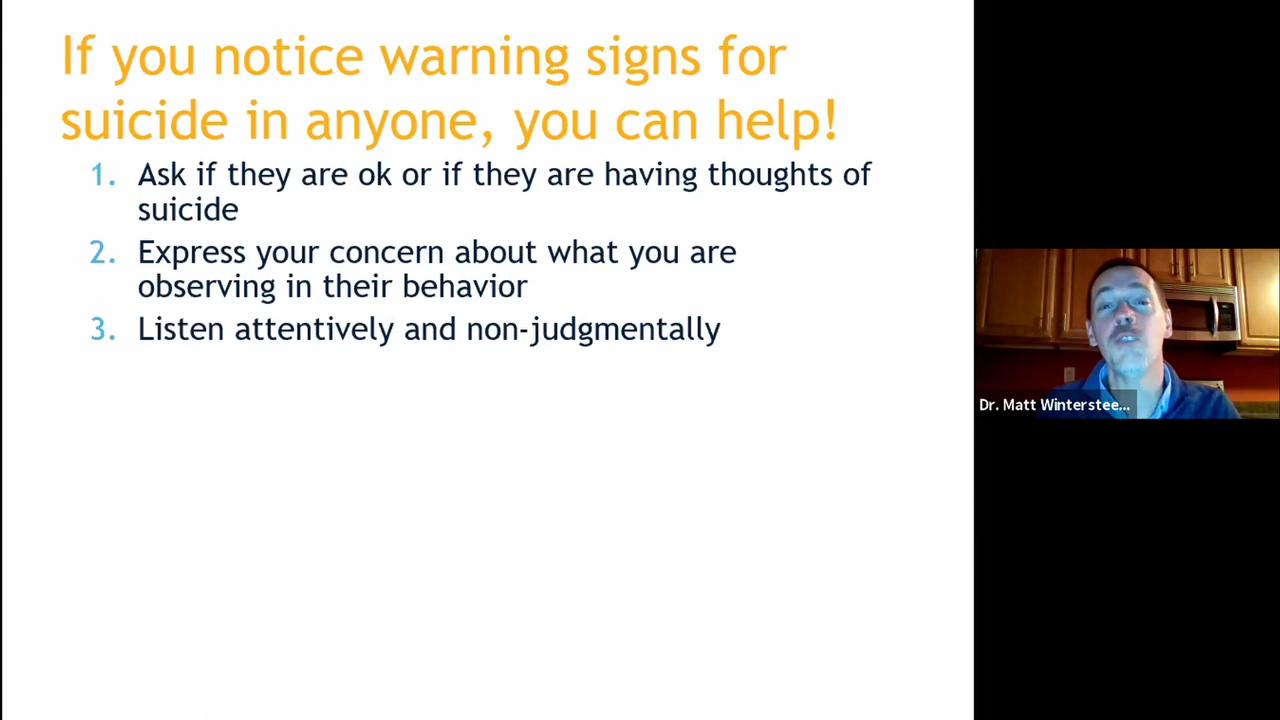 If you notice warning signs for
suicide in anyone, you can help!
1. Ask if they are ok or if they are having thoughts of
suicide
2. Express your concern about what you are
observing in their behavior
3. Listen attentively and non-judgmentally
Dr. Matt Winterstee...